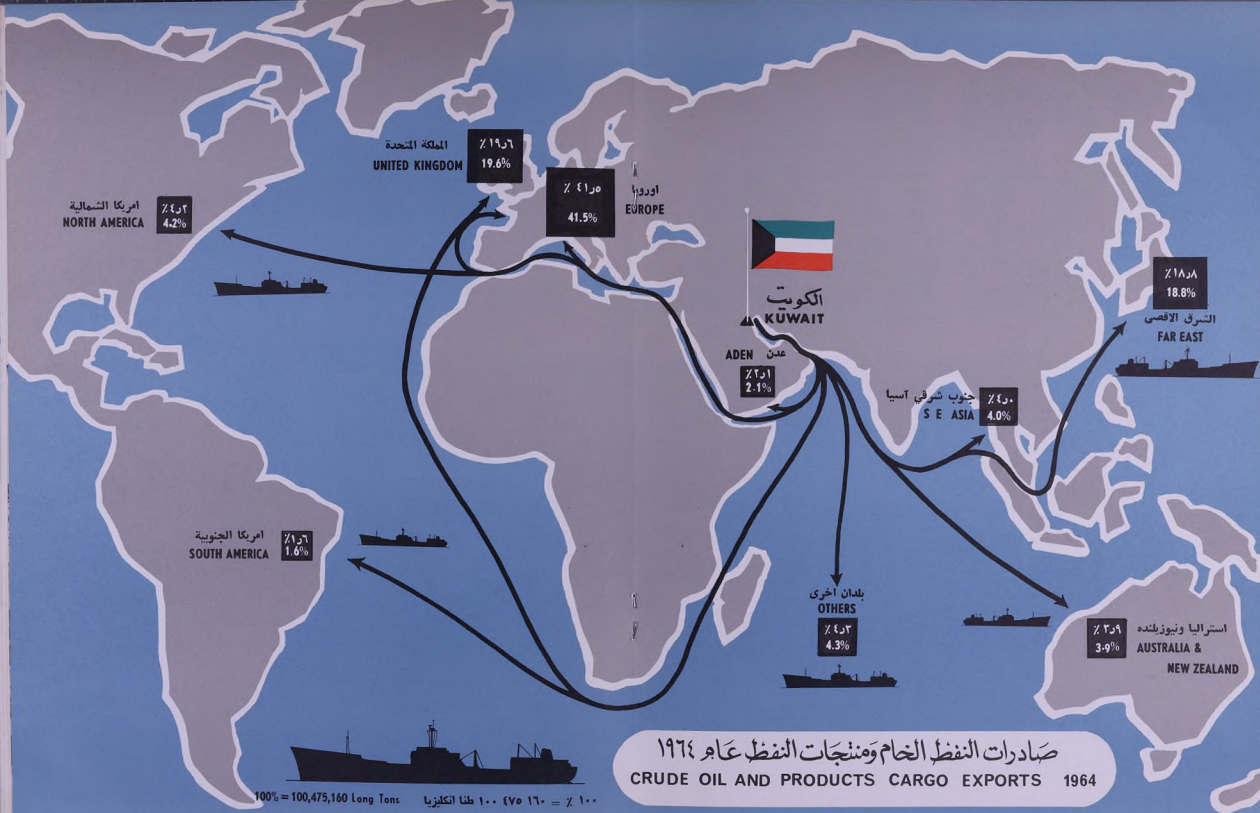 المملكة المتحدة
UNITED KINGDOM
٪ ١٩٫٦
19.6%
٪ ٤١٫٥
41.5%
اوروبا
EUROPE
امريكا الشمالية
NORTH AMERICA
٪ ٤٫٢
4.2%
الكويت
KUWAIT
٪ ١٨٫٨
18.8%
الشرق الاقصى
FAR EAST
ADEN عدن
٪ ٢٫١
2.1%
جنوب شرقي آسيا
S E ASIA
٪ ٤٫٠
4.0%
امريكا الجنوبية
SOUTH AMERICA
٪ ١٫٦
1.6%
بلدان اخرى
OTHERS
٪ ٤٫٣
4.3%
٪ ٣٫٩
3.9%
استراليا ونيوزيلنده
AUSTRALIA &
NEW ZEALAND
صادرات النفط الخام ومنتجات النفط عام ١٩٦٤
CRUDE OIL AND PRODUCTS CARGO EXPORTS 1964
100% = 100,475,160 Long Tons
١٠٠ ٪ = ١٦٠ ٤٧٥ ١٠٠ طنا انكليزيا